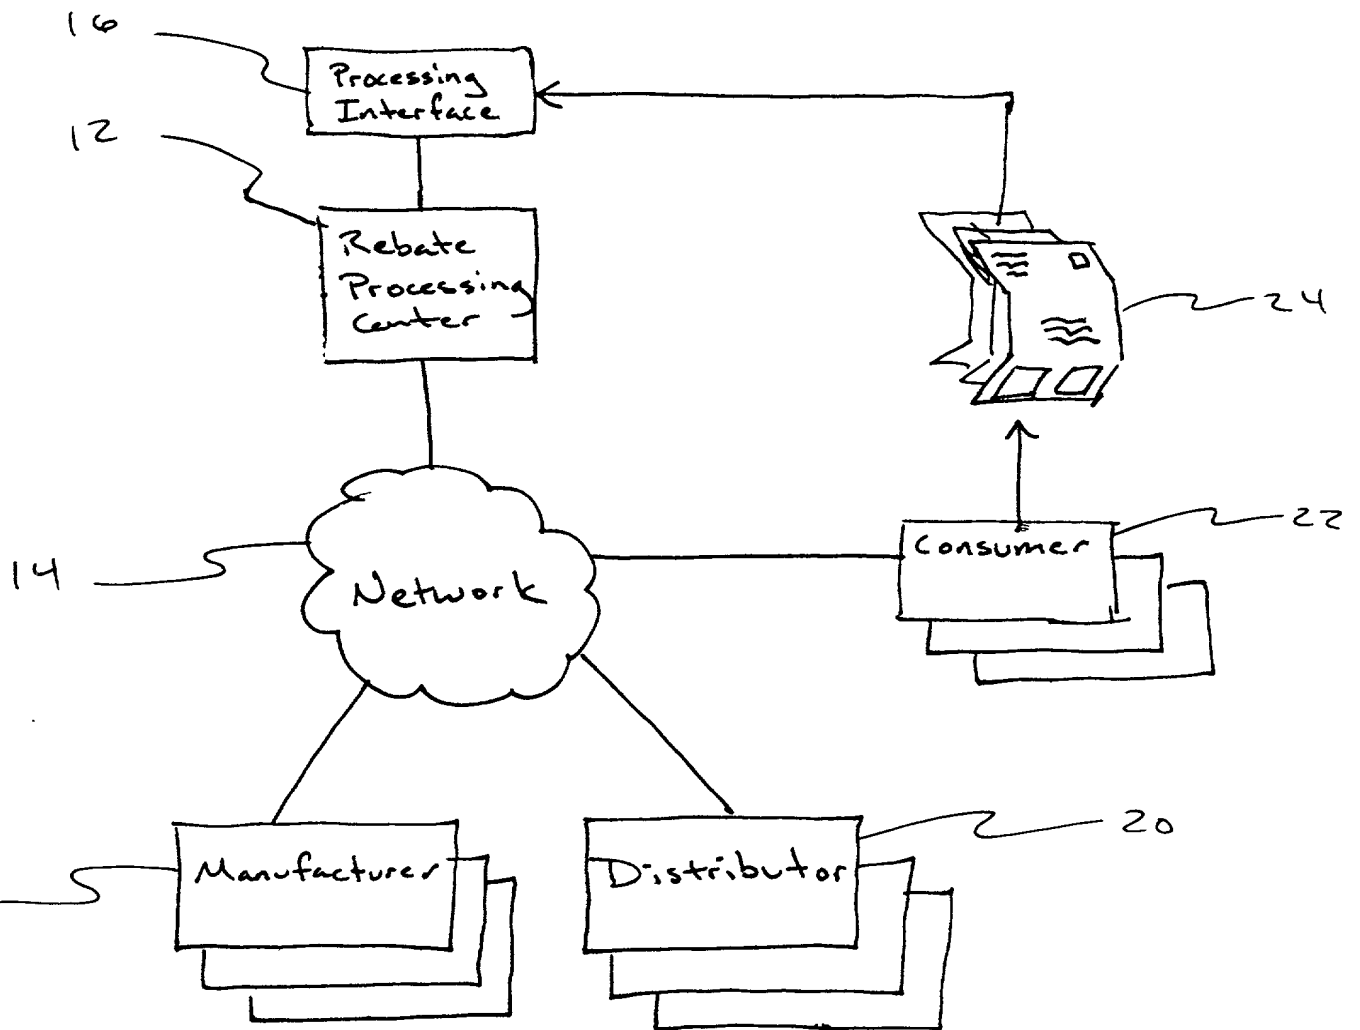 16
Processing
Interface
12
Rebate
Processing
Center
24
22
Consumer
14
Network
20
Manufacturer
Distributor